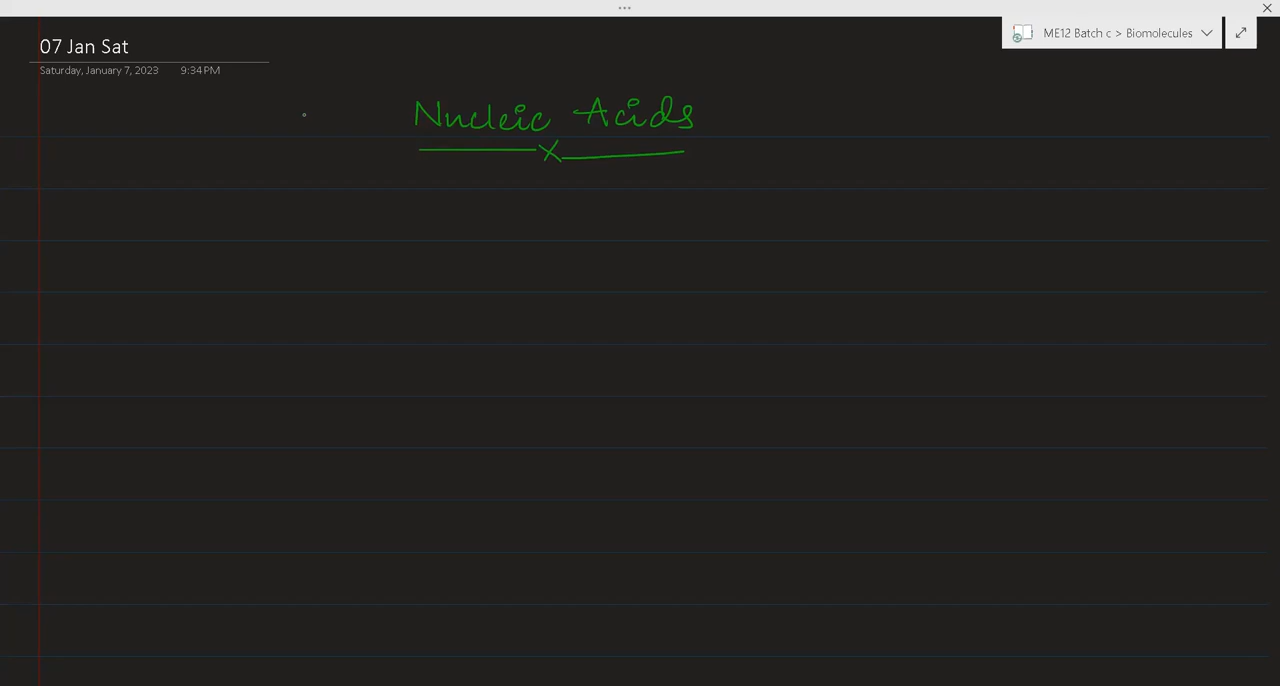 ME12 Batch c > Biomolecules
07 Jan Sat
Saturday, January 7, 2023 9:34 PM
Nucleic Acids